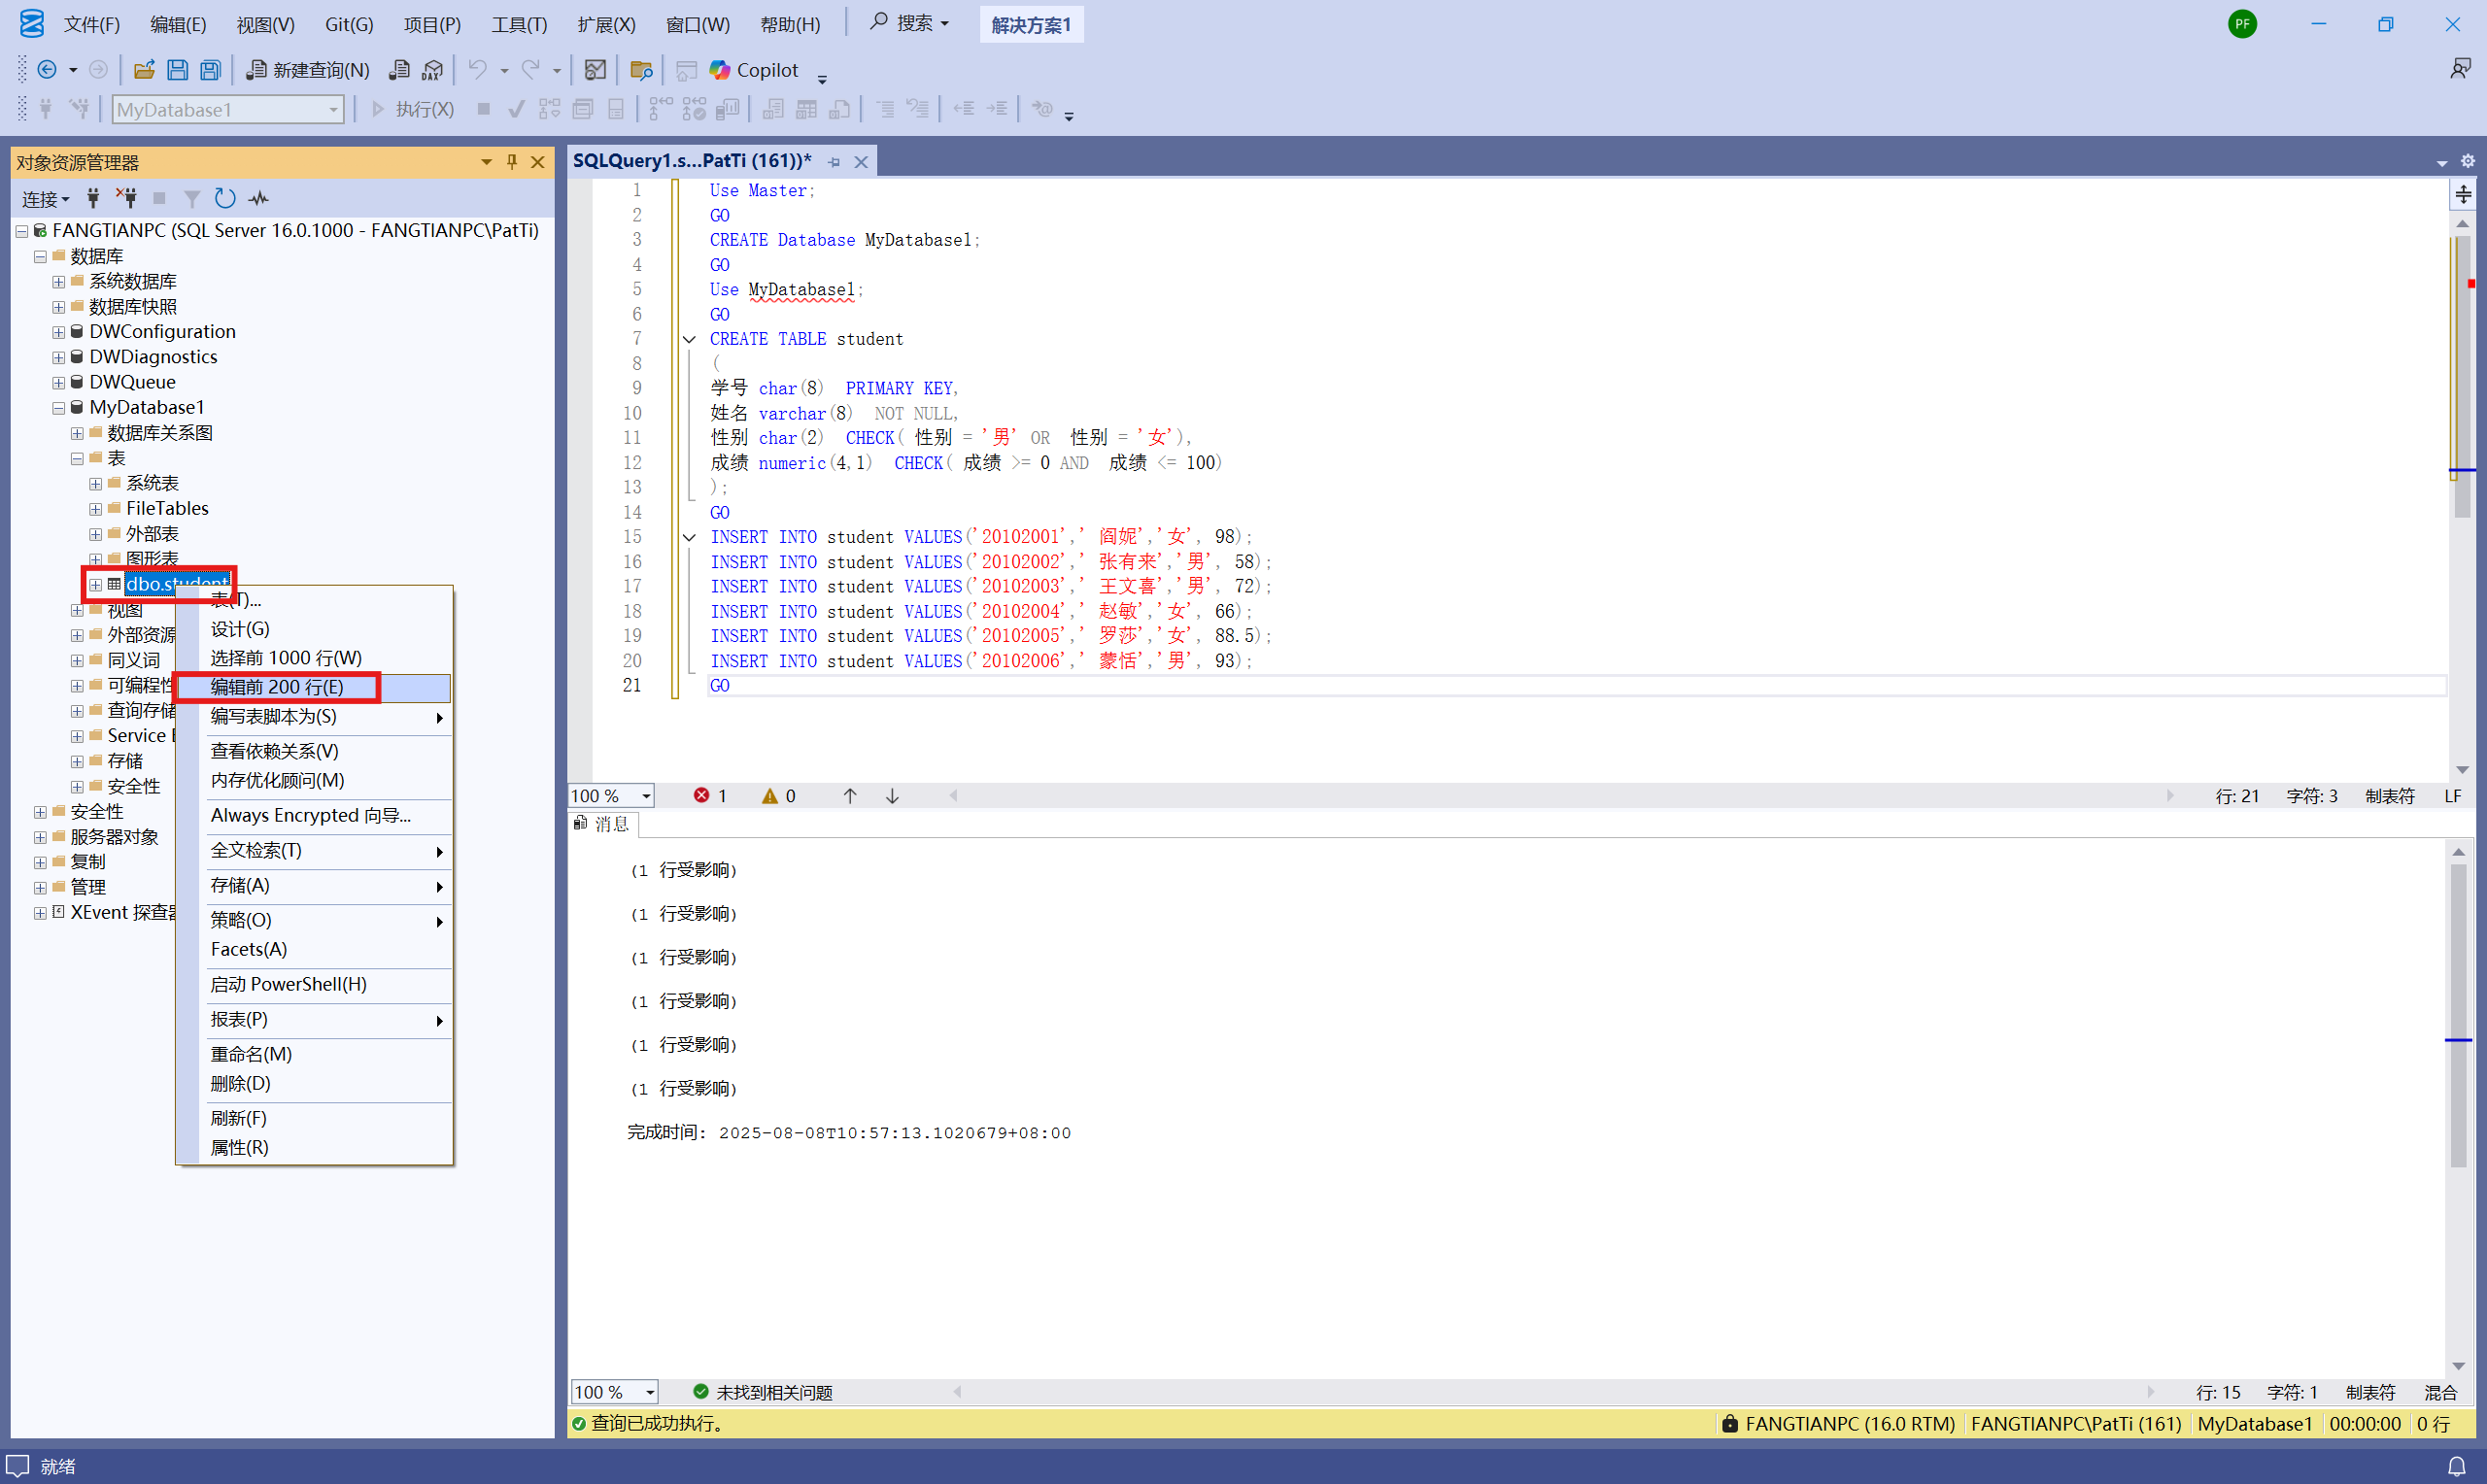 文件(F) 编辑(E) 视图(V) Git(G) 项目(P) 工具(T) 扩展(X) 窗口(W) 帮助(H) 搜索 解决方案1 PF
新建查询(N) DAX Copilot
MyDatabase1 执行(X)
对象资源管理器
连接
FANGTIANPC (SQL Server 16.0.1000 - FANGTIANPC\PatTi)
数据库
系统数据库
数据库快照
DWConfiguration
DWDiagnostics
DWQueue
MyDatabase1
数据库关系图
表
系统表
FileTables
外部表
图形表
dbo.student
视图
外部资源
同义词
可编程性
查询存储
Service
存储
安全性
安全性
服务器对象
复制
管理
XEvent 探查器
表(T)...
设计(G)
选择前 1000 行(W)
编辑前 200 行(E)
编写表脚本为(S)
查看依赖关系(V)
内存优化顾问(M)
Always Encrypted 向导...
全文检索(T)
存储(A)
策略(O)
Facets(A)
启动 PowerShell(H)
报表(P)
重命名(M)
删除(D)
刷新(F)
属性(R)
SQLQuery1.s...PatTi (161))*
1 Use Master;
2 GO
3 CREATE Database MyDatabase1;
4 GO
5 Use MyDatabase1;
6 GO
7 CREATE TABLE student
8 (
9 学号 char(8) PRIMARY KEY,
10 姓名 varchar(8) NOT NULL,
11 性别 char(2) CHECK( 性别 = '男' OR 性别 = '女'),
12 成绩 numeric(4,1) CHECK( 成绩 >= 0 AND 成绩 <= 100)
13 );
14 GO
15 INSERT INTO student VALUES('20102001',' 阎妮','女', 98);
16 INSERT INTO student VALUES('20102002',' 张有来','男', 58);
17 INSERT INTO student VALUES('20102003',' 王文喜','男', 72);
18 INSERT INTO student VALUES('20102004',' 赵敏','女', 66);
19 INSERT INTO student VALUES('20102005',' 罗莎','女', 88.5);
20 INSERT INTO student VALUES('20102006',' 蒙恬','男', 93);
21 GO
100 % 1 0 行: 21 字符: 3 制表符 LF
消息
(1 行受影响)
(1 行受影响)
(1 行受影响)
(1 行受影响)
(1 行受影响)
(1 行受影响)
完成时间: 2025-08-08T10:57:13.1020679+08:00
100 % 未找到相关问题 行: 15 字符: 1 制表符 混合
查询已成功执行。 FANGTIANPC (16.0 RTM) FANGTIANPC\PatTi (161) MyDatabase1 00:00:00 0 行
就绪